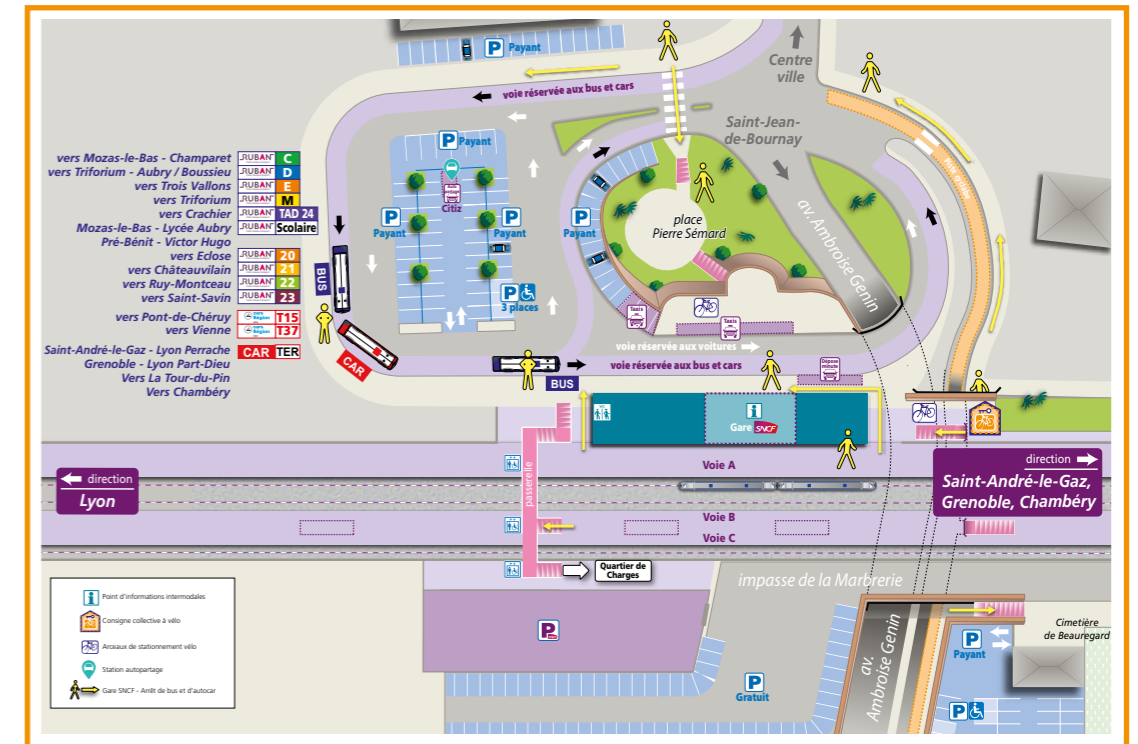 P Payant
voie réservée aux bus et cars
Centre
ville
Saint-Jean-
de-Bournay
P Payant
Citiz
P
Payant
P
Payant
P
Payant
P
3 places
place
Pierre Sémard
av. Ambroise Genin
Piste cyclable
Taxis
Taxis
Dépose
minute
voie réservée aux voitures
voie réservée aux bus et cars
BUS
CAR
BUS
vers Mozas-le-Bas - Champaret RUBAN C
vers Triforium - Aubry / Boussieu RUBAN D
vers Trois Vallons RUBAN E
vers Triforium RUBAN M
vers Crachier RUBAN TAD 24
Mozas-le-Bas - Lycée Aubry RUBAN Scolaire
Pré-Bénit - Victor Hugo
vers Eclose RUBAN 20
vers Châteauvilain RUBAN 21
vers Ruy-Montceau RUBAN 22
vers Saint-Savin RUBAN 23
vers Pont-de-Chéruy T15
vers Vienne T37
Saint-André-le-Gaz - Lyon Perrache CAR TER
Grenoble - Lyon Part-Dieu
Vers La Tour-du-Pin
Vers Chambéry
i
Gare SNCF
passerelle
Voie A
Voie B
Voie C
direction
Lyon
direction
Saint-André-le-Gaz,
Grenoble, Chambéry
Quartier de
Charges
impasse de la Marbrerie
P
P
Gratuit
av.
Ambroise Genin
P
Payant
P
Cimetière
de Beauregard
i Point d'informations intermodales
Consigne collective à vélo
Arceaux de stationnement vélo
Station autopartage
Gare SNCF - Arrêt de bus et d'autocar